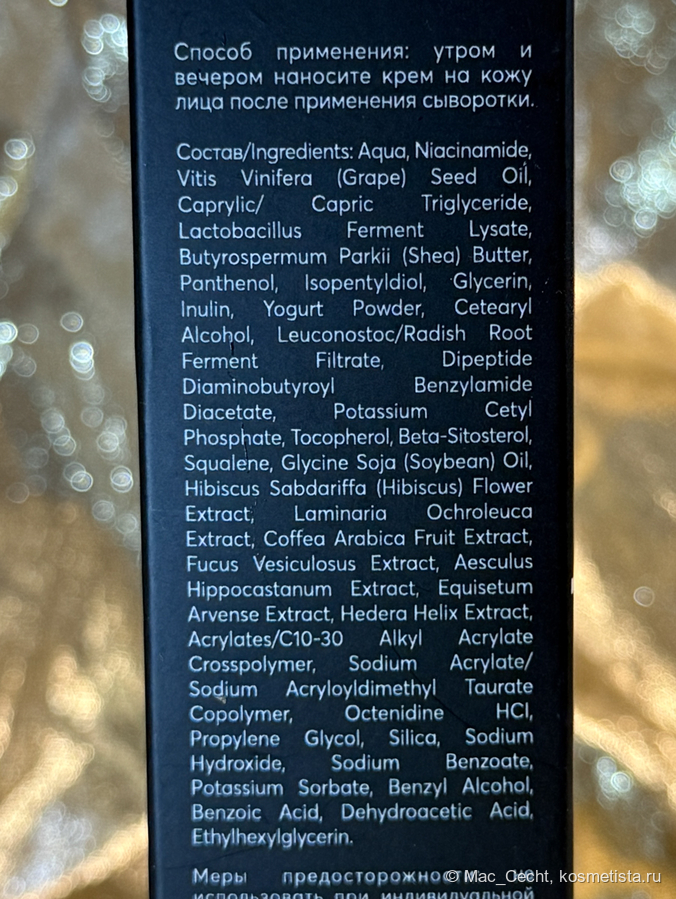 Способ применения: утром и
вечером наносите крем на кожу
лица после применения сыворотки.
Состав/Ingredients: Aqua, Niacinamide,
Vitis Vinifera (Grape) Seed Oil,
Caprylic/ Capric Triglyceride,
Lactobacillus Ferment Lysate,
Butyrospermum Parkii (Shea) Butter,
Panthenol, Isopentyldiol, Glycerin,
Inulin, Yogurt Powder, Cetearyl
Alcohol, Leuconostoc/Radish Root
Ferment Filtrate, Dipeptide
Diaminobutyroyl Benzylamide
Diacetate, Potassium Cetyl
Phosphate, Tocopherol, Beta-Sitosterol,
Squalene, Glycine Soja (Soybean) Oil,
Hibiscus Sabdariffa (Hibiscus) Flower
Extract, Laminaria Ochroleuca
Extract, Coffea Arabica Fruit Extract,
Fucus Vesiculosus Extract, Aesculus
Hippocastanum Extract, Equisetum
Arvense Extract, Hedera Helix Extract,
Acrylates/C10-30 Alkyl Acrylate
Crosspolymer, Sodium Acrylate/
Sodium Acryloyldimethyl Taurate
Copolymer, Octenidine HCl,
Propylene Glycol, Silica, Sodium
Hydroxide, Sodium Benzoate,
Potassium Sorbate, Benzyl Alcohol,
Benzoic Acid, Dehydroacetic Acid,
Ethylhexylglycerin.
Меры
использовать при индивидуальной
© Mac_Cecht, kosmetista.ru